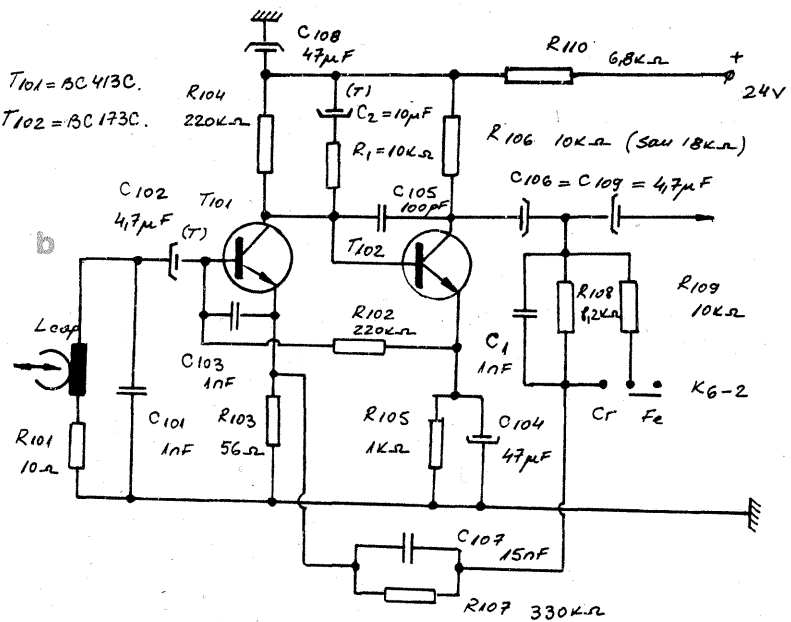 C108
47µF
R110
6,8KΩ
+
24V
T101 = BC 413C.
T102 = BC 173C.
R104
220KΩ
(T)
C2 = 10µF
R1 = 10KΩ
R106 10KΩ (sau 18KΩ)
C102
4,7µF
(T)
T101
C105
100pF
C106 = C109 = 4,7µF
b
T102
Lcap
C103
1nF
R102
220KΩ
C1
1nF
R108
8,2KΩ
R109
10KΩ
R101
10Ω
C101
1nF
R103
56Ω
R105
1KΩ
C104
47µF
Cr
Fe
K6-2
C107
15nF
R107 330KΩ